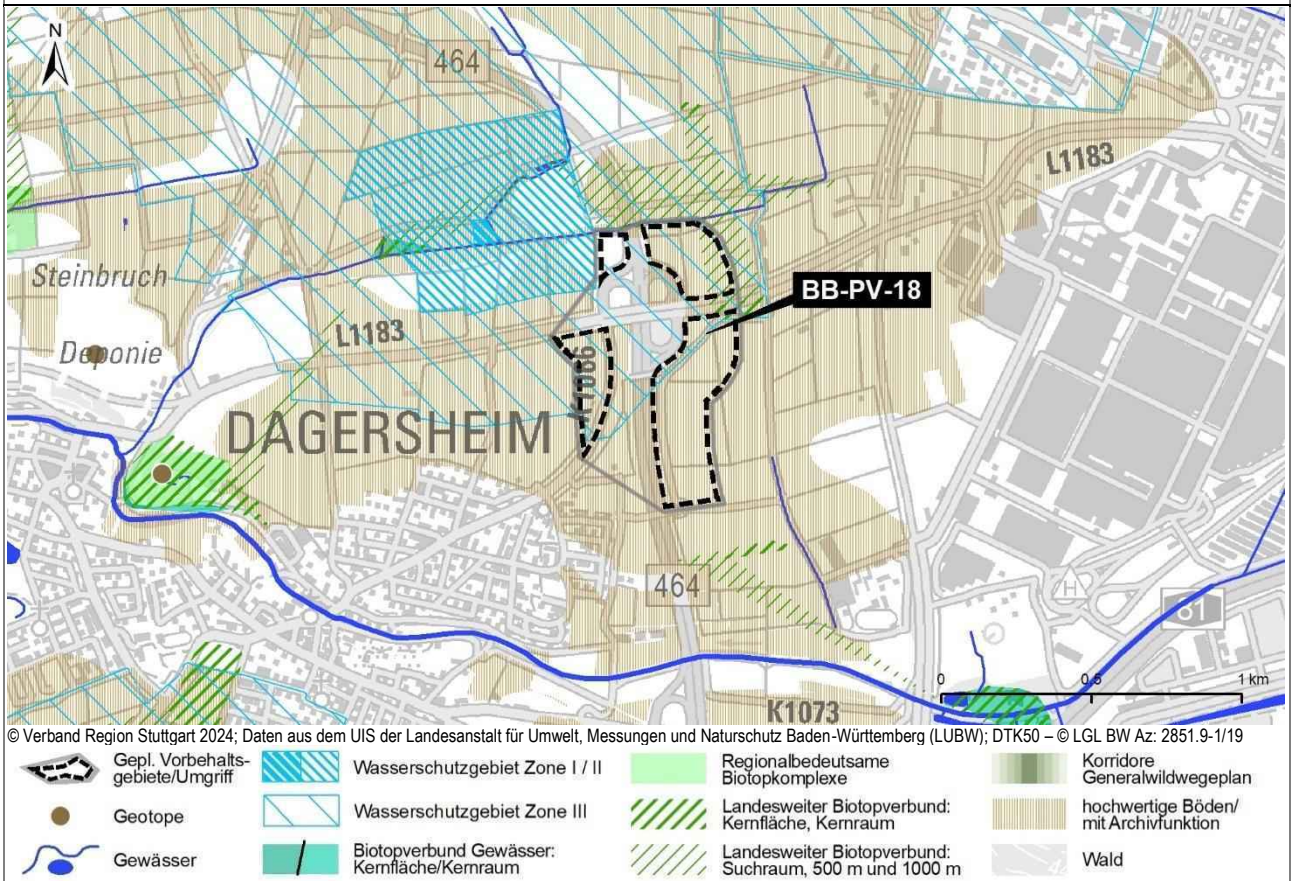 N
464
L1183
Steinbruch
BB-PV-18
L1183
Deponie
K1066
DAGERSHEIM
464
H
81
0 0,5 1 km
K1073
© Verband Region Stuttgart 2024; Daten aus dem UIS der Landesanstalt für Umwelt, Messungen und Naturschutz Baden-Württemberg (LUBW); DTK50 – © LGL BW Az: 2851.9-1/19
Gepl. Vorbehalts-
gebiete/Umgriff
Geotope
Gewässer
Wasserschutzgebiet Zone I / II
Wasserschutzgebiet Zone III
Biotopverbund Gewässer:
Kernfläche/Kernraum
Regionalbedeutsame
Biotopkomplexe
Landesweiter Biotopverbund:
Kernfläche, Kernraum
Landesweiter Biotopverbund:
Suchraum, 500 m und 1000 m
Korridore
Generalwildwegeplan
hochwertige Böden/
mit Archivfunktion
Wald